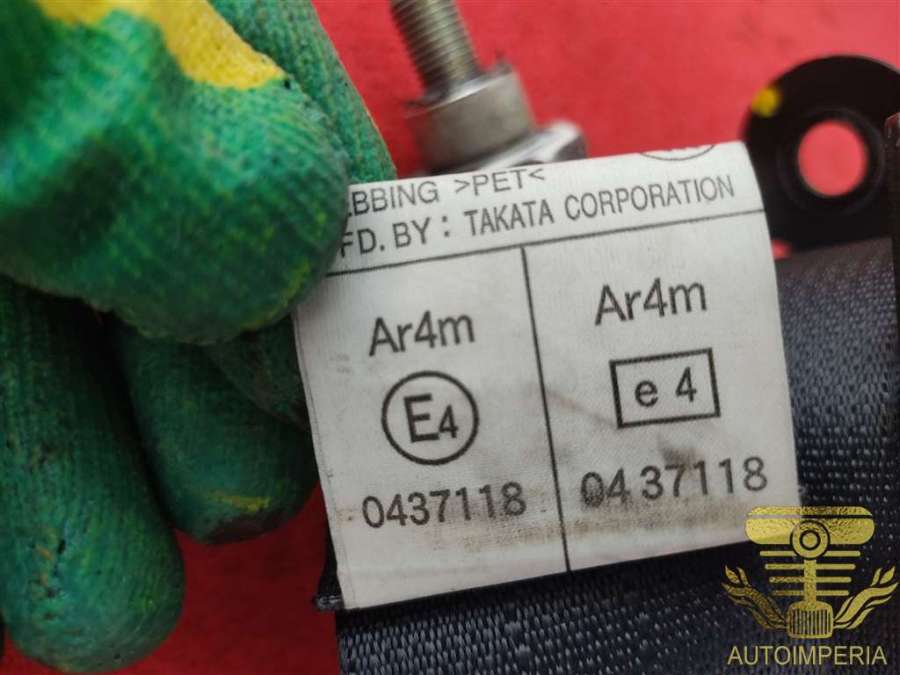 EBBING >PET<
FD. BY : TAKATA CORPORATION
Ar4m
E4
0437118
Ar4m
e 4
04 37118
AUTOIMPERIA